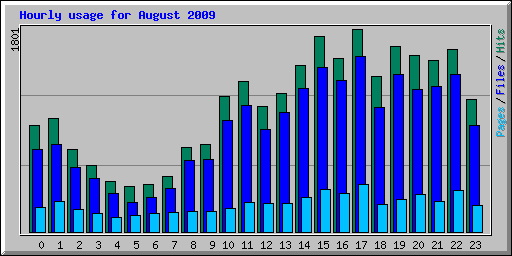 Hourly usage for August 2009
1801
Pages/Files/Hits
0 1 2 3 4 5 6 7 8 9 10 11 12 13 14 15 16 17 18 19 20 21 22 23